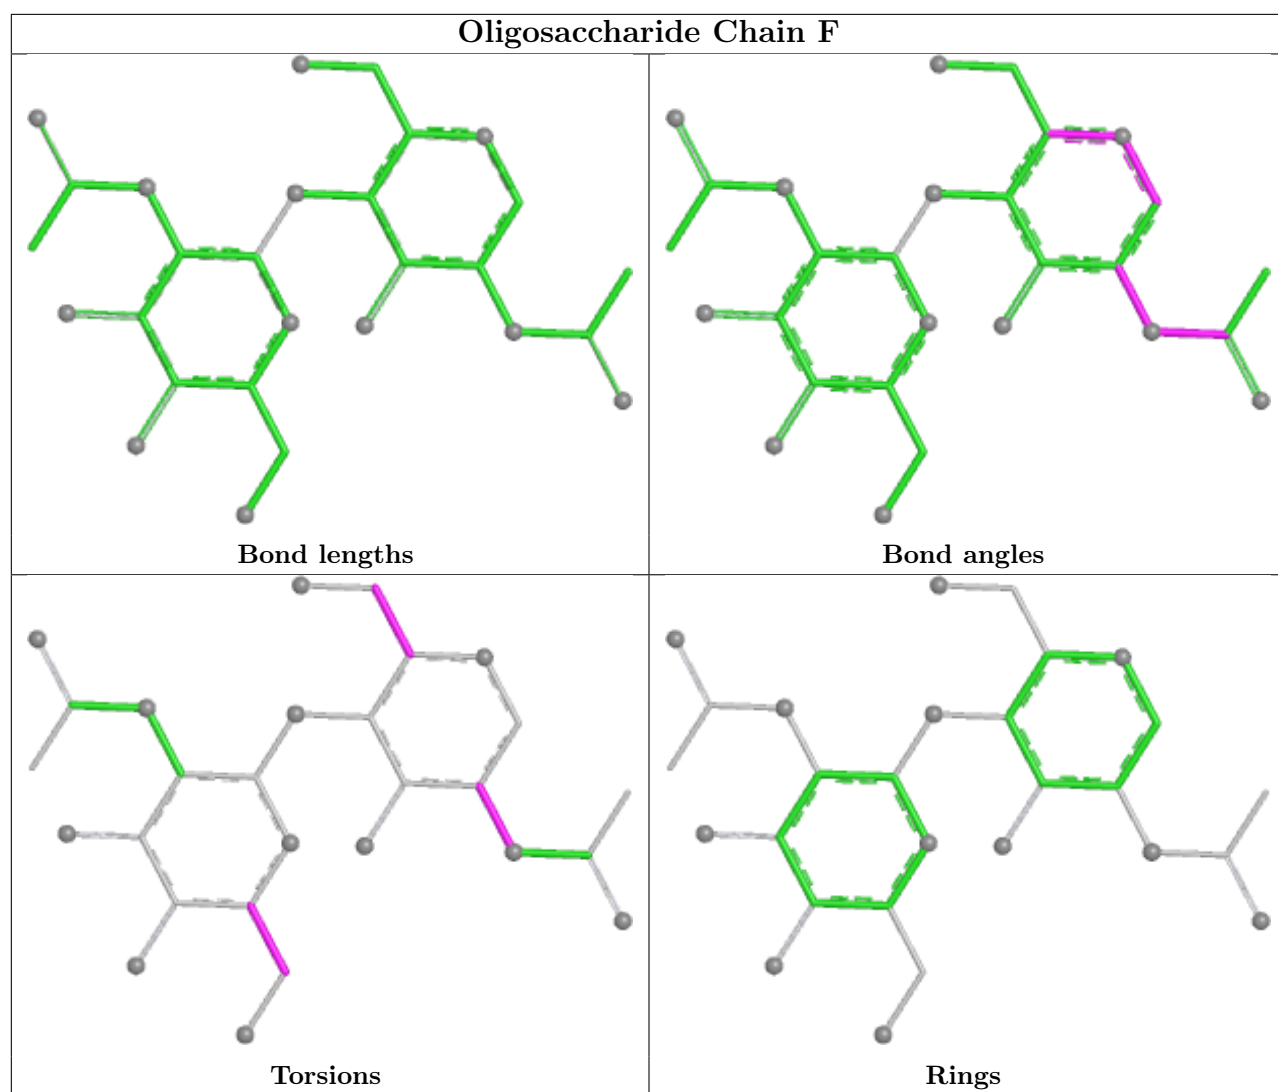 Oligosaccharide Chain F
Bond lengths
Bond angles
Torsions
Rings